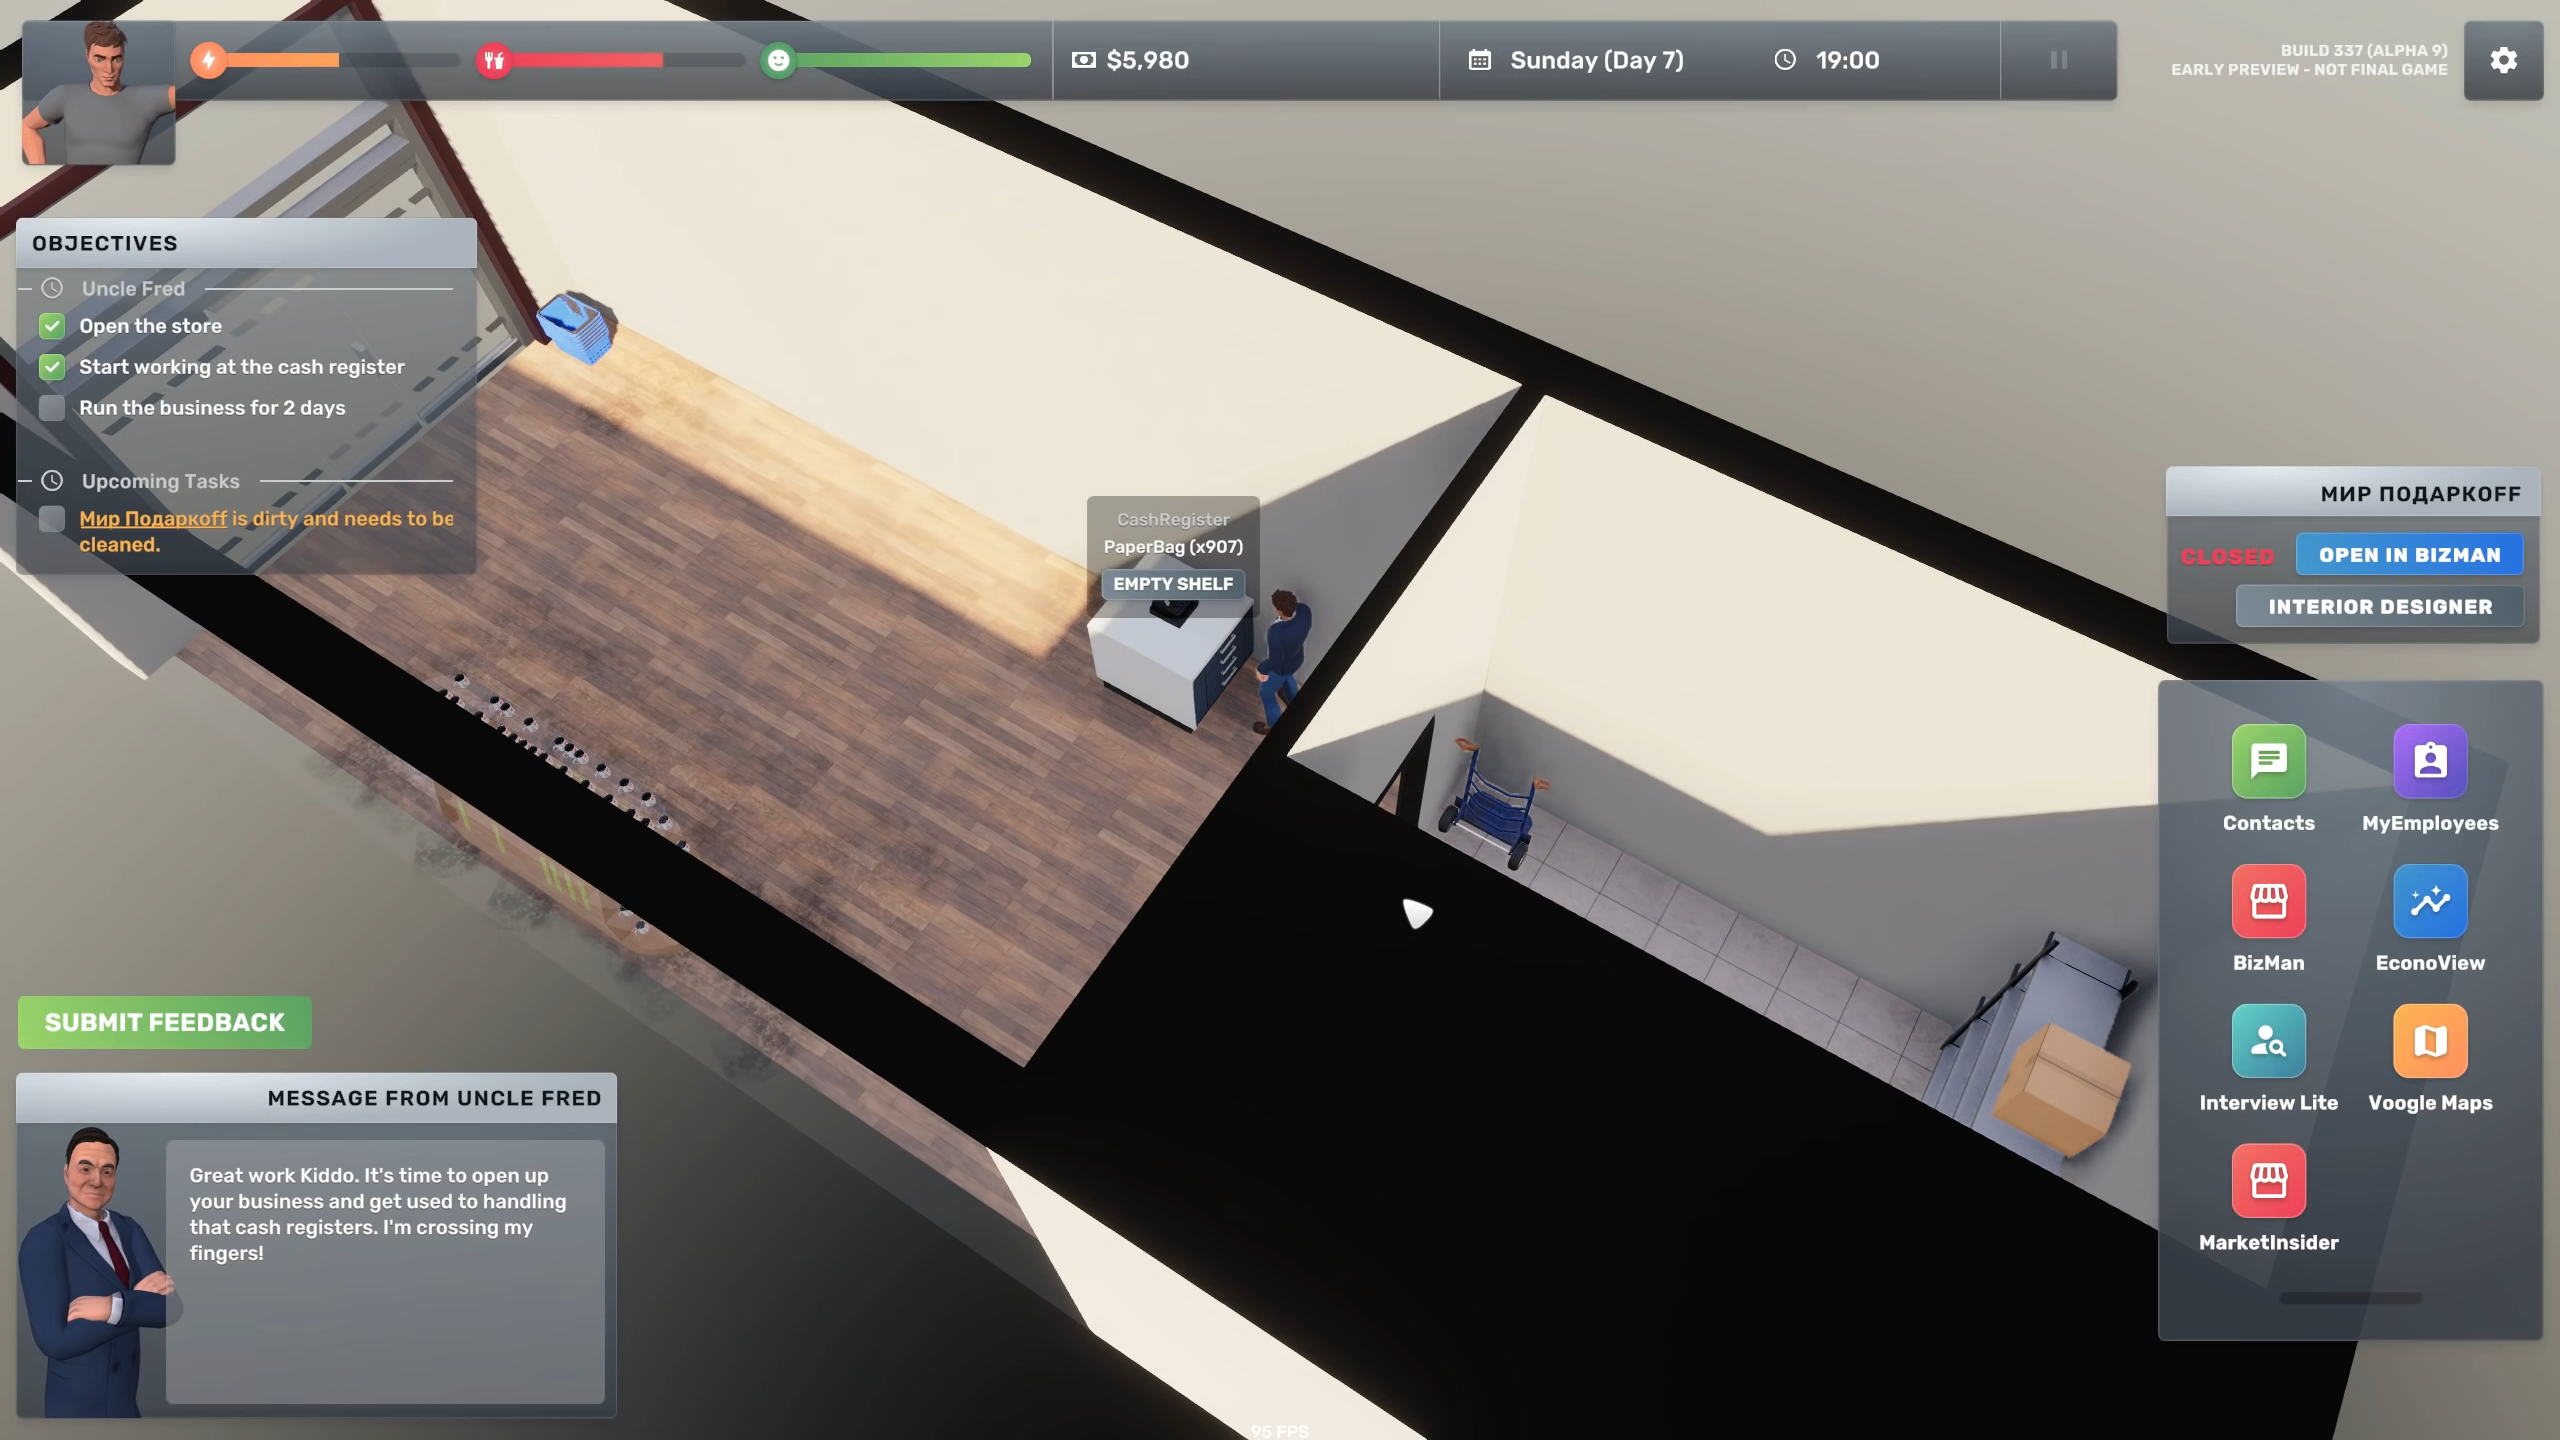 $5,980
Sunday (Day 7)
19:00
BUILD 337 (ALPHA 9)
EARLY PREVIEW - NOT FINAL GAME
OBJECTIVES
Uncle Fred
Open the store
Start working at the cash register
Run the business for 2 days
Upcoming Tasks
Мир Подаркoff is dirty and needs to be
cleaned.
CashRegister
PaperBag (x907)
EMPTY SHELF
МИР ПОДАРКOFF
CLOSED
OPEN IN BIZMAN
INTERIOR DESIGNER
Contacts
MyEmployees
BizMan
EconoView
Interview Lite
Voogle Maps
MarketInsider
SUBMIT FEEDBACK
MESSAGE FROM UNCLE FRED
Great work Kiddo. It's time to open up
your business and get used to handling
that cash registers. I'm crossing my
fingers!
95 FPS